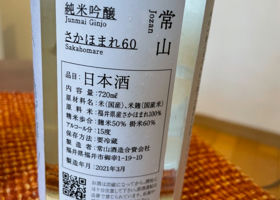 純米吟醸
Junmai Ginjo
さかほまれ60
Sakahomare
常山
Jozan
品目：日本酒
内容量：720㎖
原材料名：米(国産)、米麹(国産米)
原料米：福井県産さかほまれ100%
精米歩合：麹米50% 掛米60%
アルコール分：15度
保存方法：要冷蔵
製造者：常山酒造合資会社
福井県福井市御幸1-19-10
製造年月：2021年3月